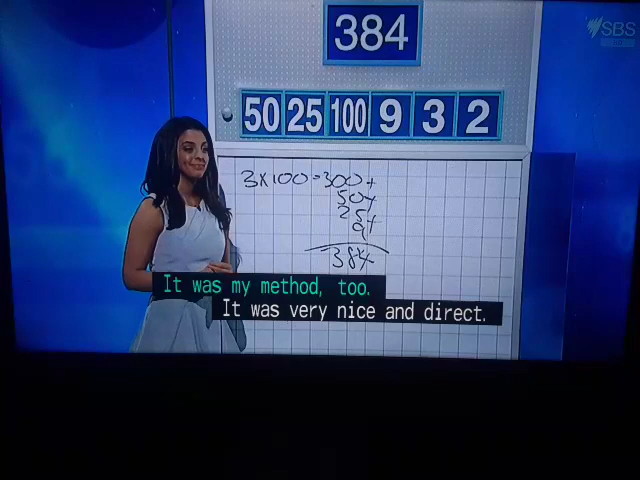 384
SBS
50 25 100 9 3 2
3x100=300+
50+
25+
9+
384
It was my method, too.
It was very nice and direct.